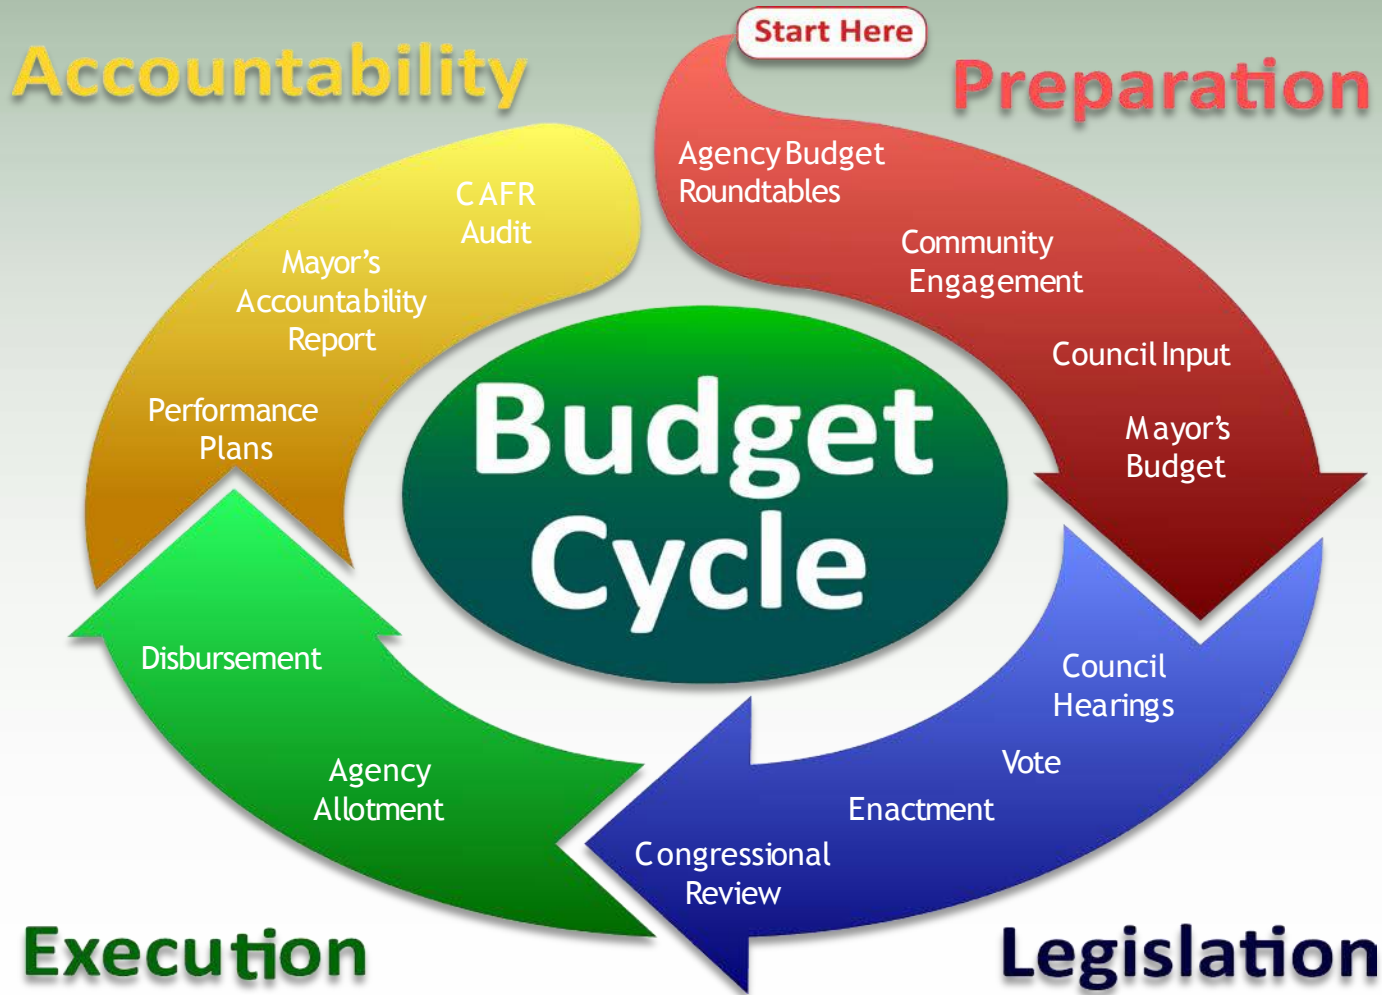 Start Here
Preparation
Agency Budget
Roundtables
Community
Engagement
Council Input
Mayor's
Budget
Legislation
Council
Hearings
Vote
Enactment
Congressional
Review
Execution
Agency
Allotment
Disbursement
Accountability
Performance
Plans
Mayor's
Accountability
Report
CAFR
Audit
Budget
Cycle